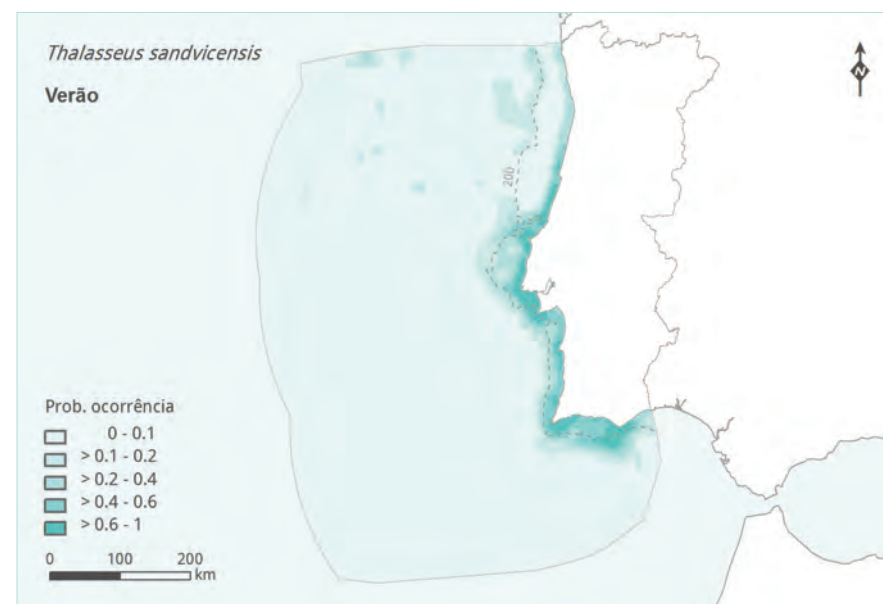 Thalasseus sandvicensis
Verão
N
200
Prob. ocorrência
0 - 0.1
> 0.1 - 0.2
> 0.2 - 0.4
> 0.4 - 0.6
> 0.6 - 1
0 100 200
km